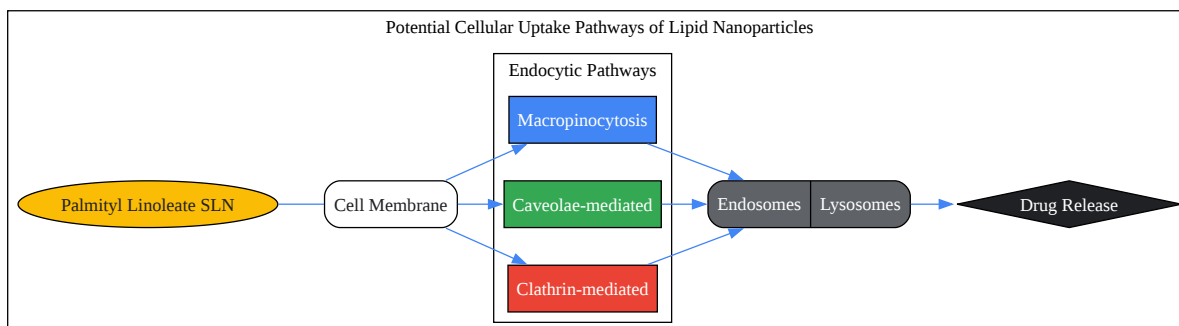 Potential Cellular Uptake Pathways of Lipid Nanoparticles
Endocytic Pathways
Macropinocytosis
Palmityl Linoleate SLN
Cell Membrane
Caveolae-mediated
Endosomes
Lysosomes
Drug Release
Clathrin-mediated